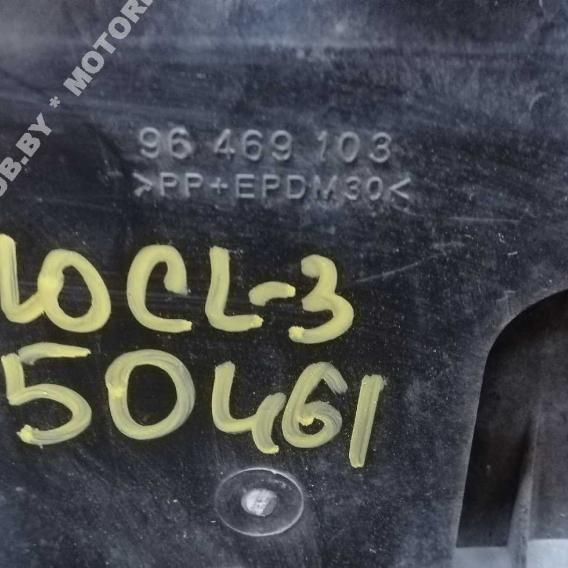 96 469 103
>PP+EPDM30<
10CL-3
50461
OB.BY * MOTOR